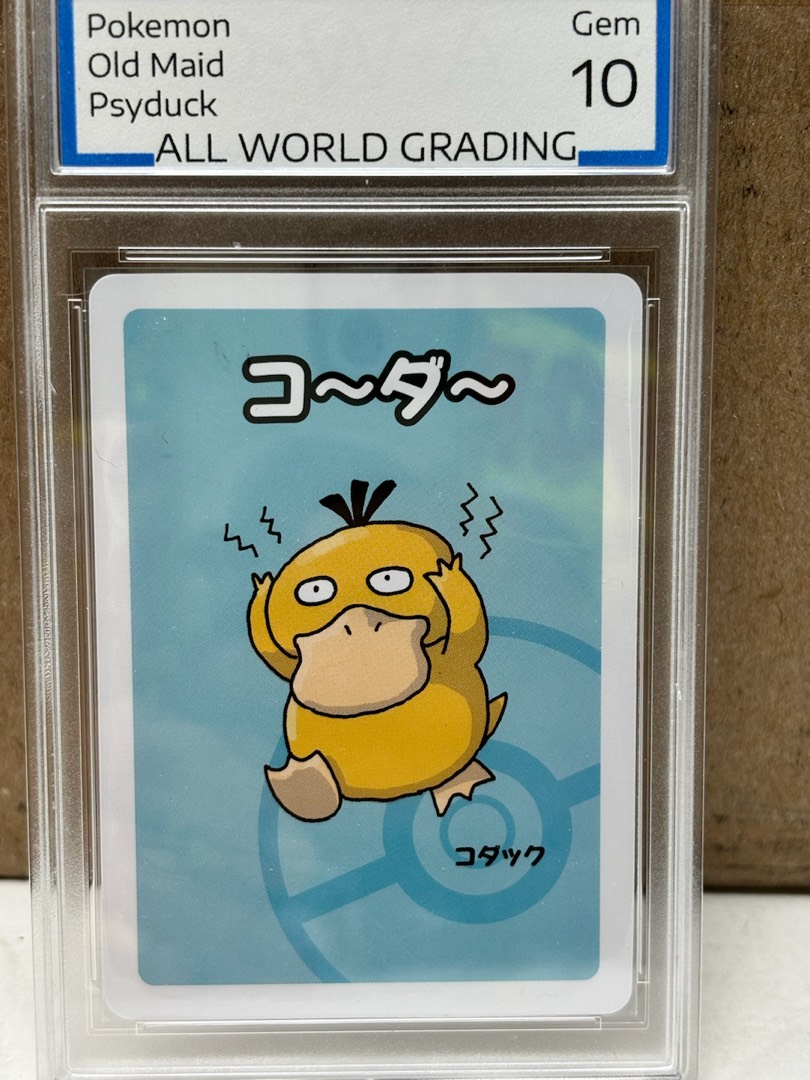 Pokemon
Gem
Old Maid
10
Psyduck
ALL WORLD GRADING
コ～ダ～
コダック